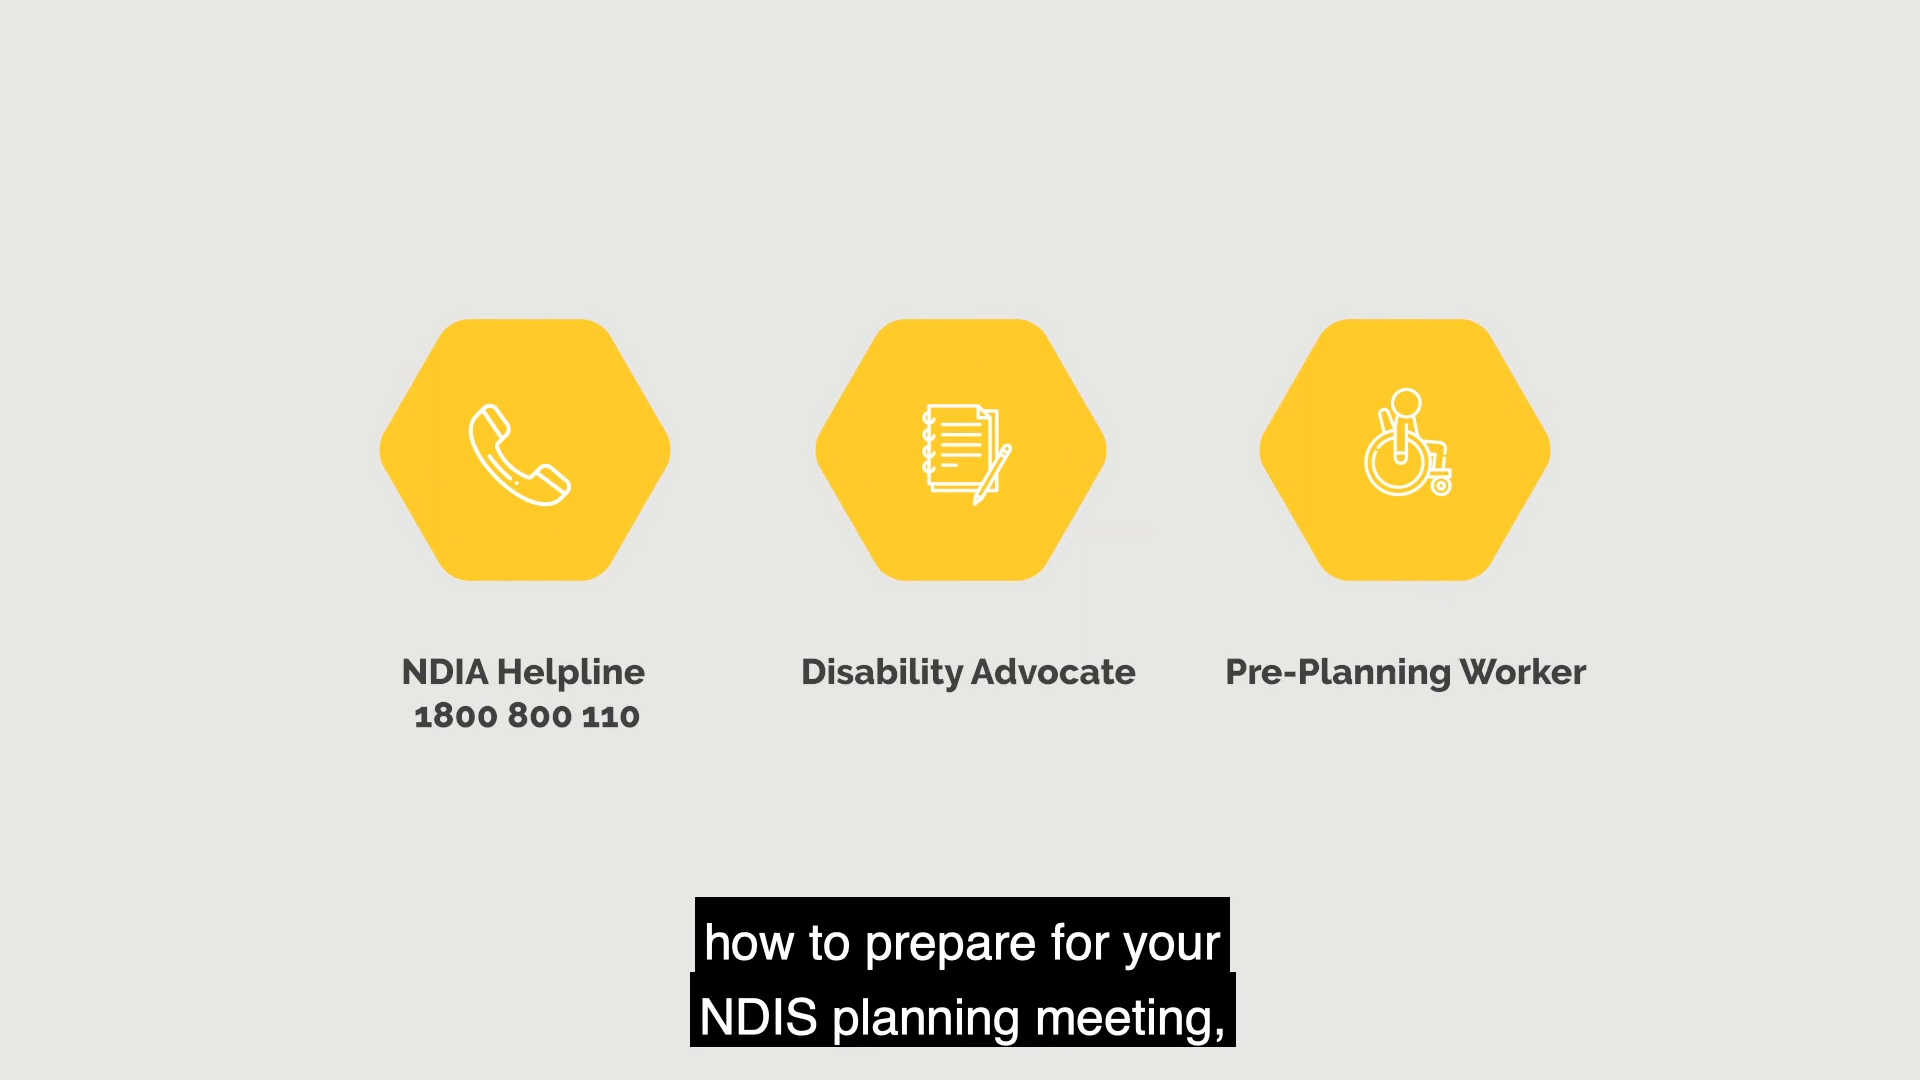 NDIA Helpline
1800 800 110
Disability Advocate
Pre-Planning Worker
how to prepare for your
NDIS planning meeting,